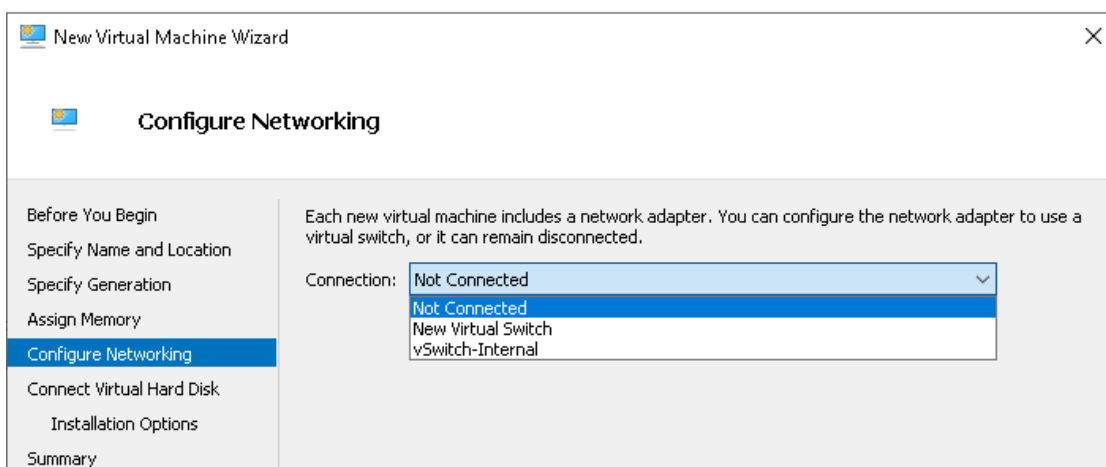 New Virtual Machine Wizard
Configure Networking
Before You Begin
Specify Name and Location
Specify Generation
Assign Memory
Configure Networking
Connect Virtual Hard Disk
Installation Options
Summary
Each new virtual machine includes a network adapter. You can configure the network adapter to use a
virtual switch, or it can remain disconnected.
Connection: Not Connected
Not Connected
New Virtual Switch
vSwitch-Internal